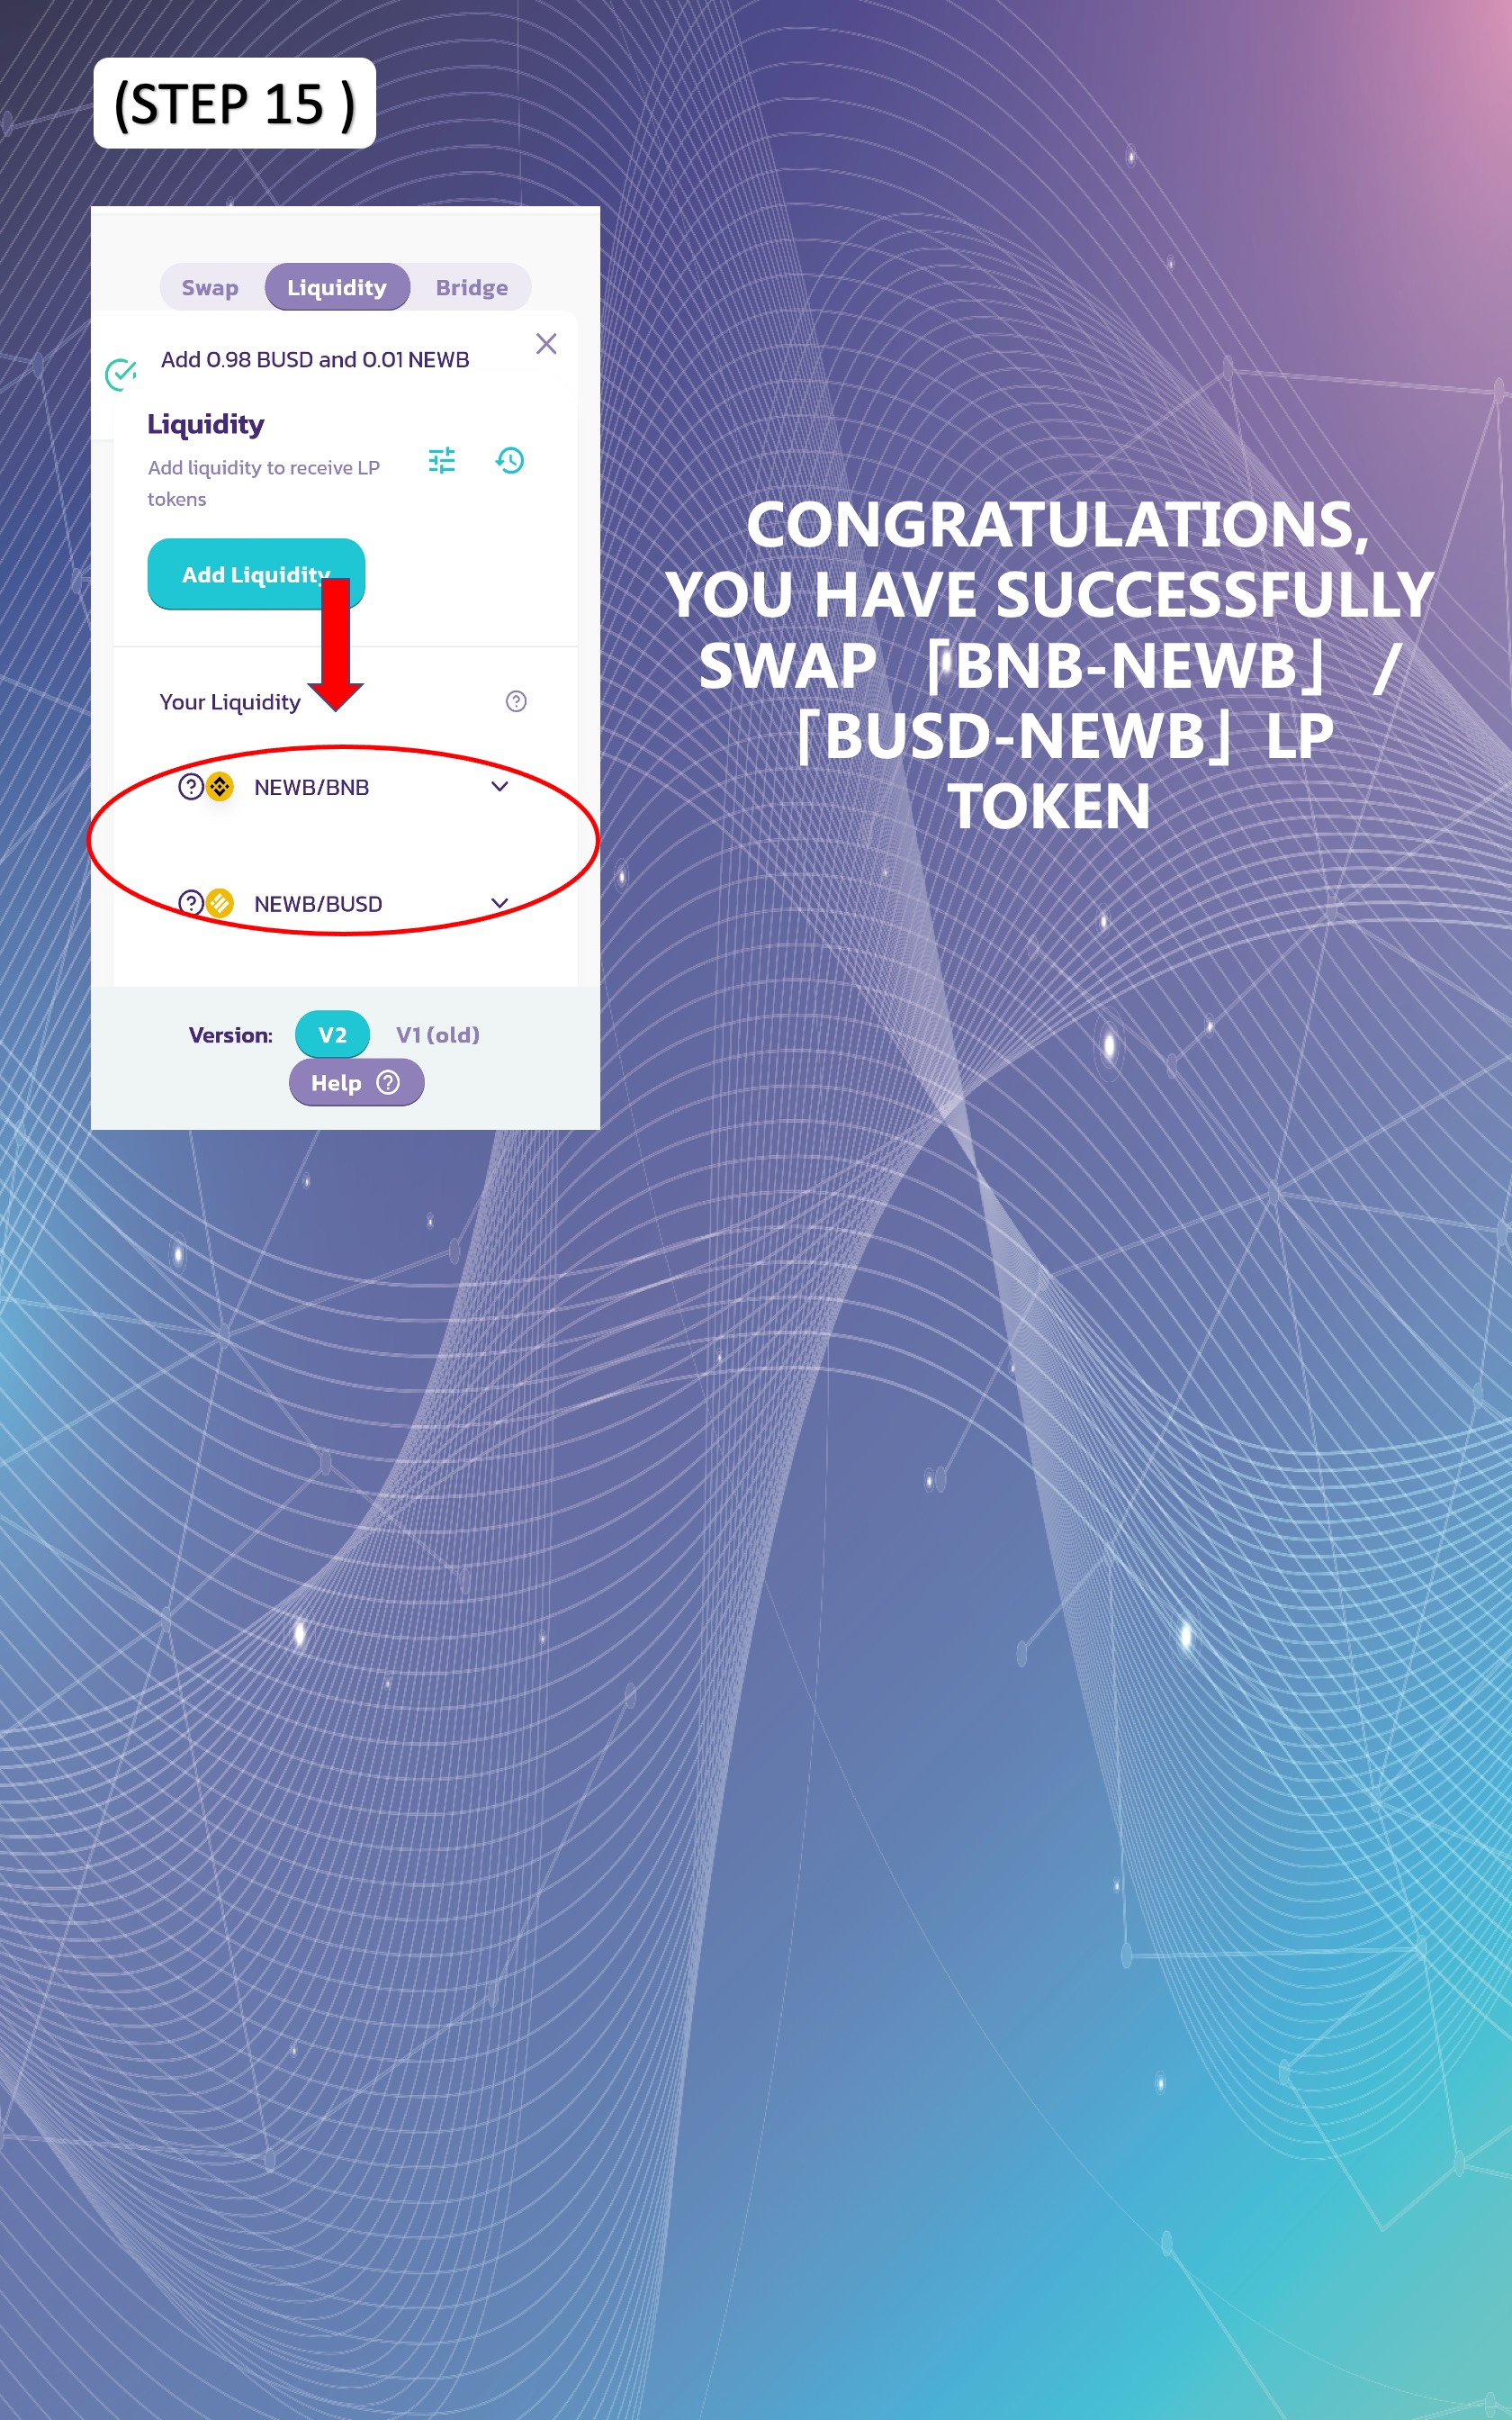 (STEP 15 )
Swap Liquidity Bridge
Add 0.98 BUSD and 0.01 NEWB
Liquidity
Add liquidity to receive LP
tokens
Add Liquidity
Your Liquidity
NEWB/BNB
NEWB/BUSD
Version: V2 V1 (old)
Help
CONGRATULATIONS,
YOU HAVE SUCCESSFULLY
SWAP 「BNB-NEWB」 /
「BUSD-NEWB」 LP
TOKEN